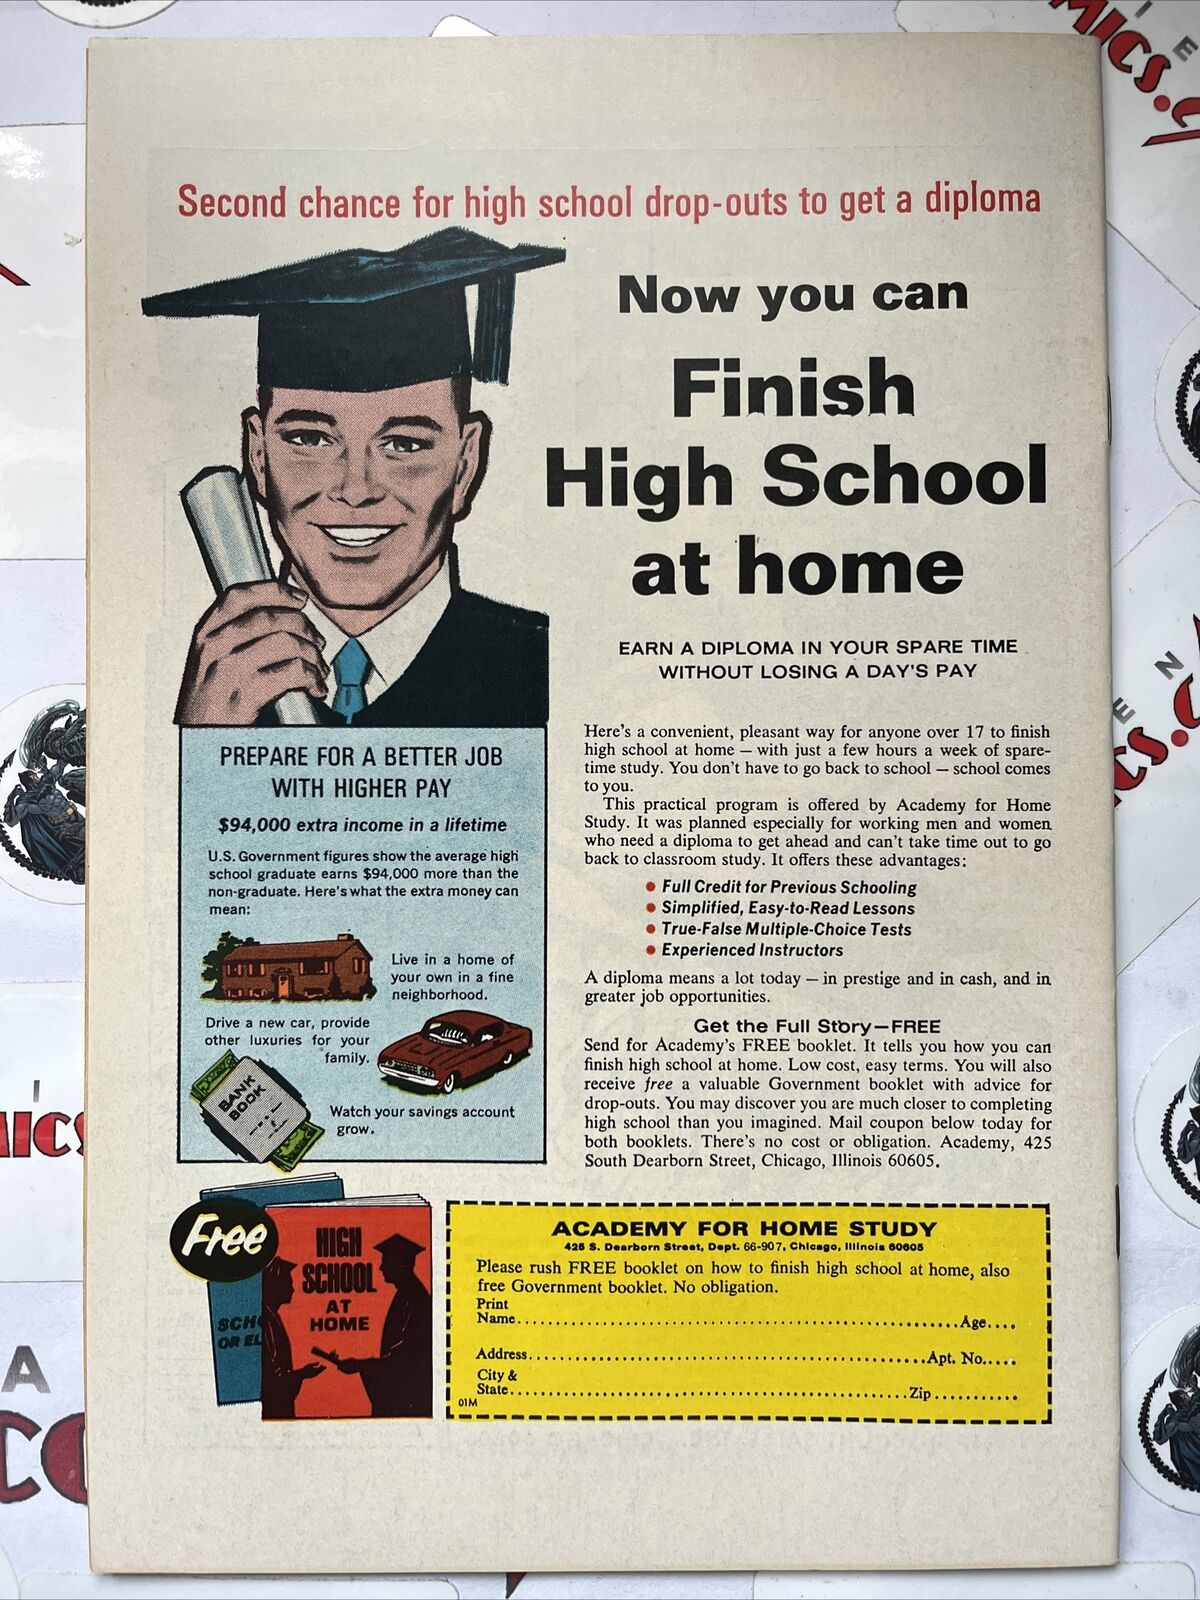 I
E
MICS.C
Second chance for high school drop-outs to get a diploma
Now you can
Finish
High School
at home
EARN A DIPLOMA IN YOUR SPARE TIME
WITHOUT LOSING A DAY'S PAY
Here's a convenient, pleasant way for anyone over 17 to finish
high school at home — with just a few hours a week of spare-
time study. You don't have to go back to school — school comes
to you.
This practical program is offered by Academy for Home
Study. It was planned especially for working men and women
who need a diploma to get ahead and can't take time out to go
back to classroom study. It offers these advantages:
• Full Credit for Previous Schooling
• Simplified, Easy-to-Read Lessons
• True-False Multiple-Choice Tests
• Experienced Instructors
A diploma means a lot today — in prestige and in cash, and in
greater job opportunities.
Get the Full Story—FREE
Send for Academy's FREE booklet. It tells you how you can
finish high school at home. Low cost, easy terms. You will also
receive free a valuable Government booklet with advice for
drop-outs. You may discover you are much closer to completing
high school than you imagined. Mail coupon below today for
both booklets. There's no cost or obligation. Academy, 425
South Dearborn Street, Chicago, Illinois 60605.
PREPARE FOR A BETTER JOB
WITH HIGHER PAY
$94,000 extra income in a lifetime
U.S. Government figures show the average high
school graduate earns $94,000 more than the
non-graduate. Here's what the extra money can
mean:
Live in a home of
your own in a fine
neighborhood.
Drive a new car, provide
other luxuries for your
family.
BANK
BOOK
Watch your savings account
grow.
Free
SCHO
OR EL
HIGH
SCHOOL
AT
HOME
ACADEMY FOR HOME STUDY
425 S. Dearborn Street, Dept. 66-907, Chicago, Illinois 60605
Please rush FREE booklet on how to finish high school at home, also
free Government booklet. No obligation.
Print
Name..........Age....
Address..........Apt. No.....
City &
State..........Zip..........
01M
E N
ICS.
I
MICS
A
CO